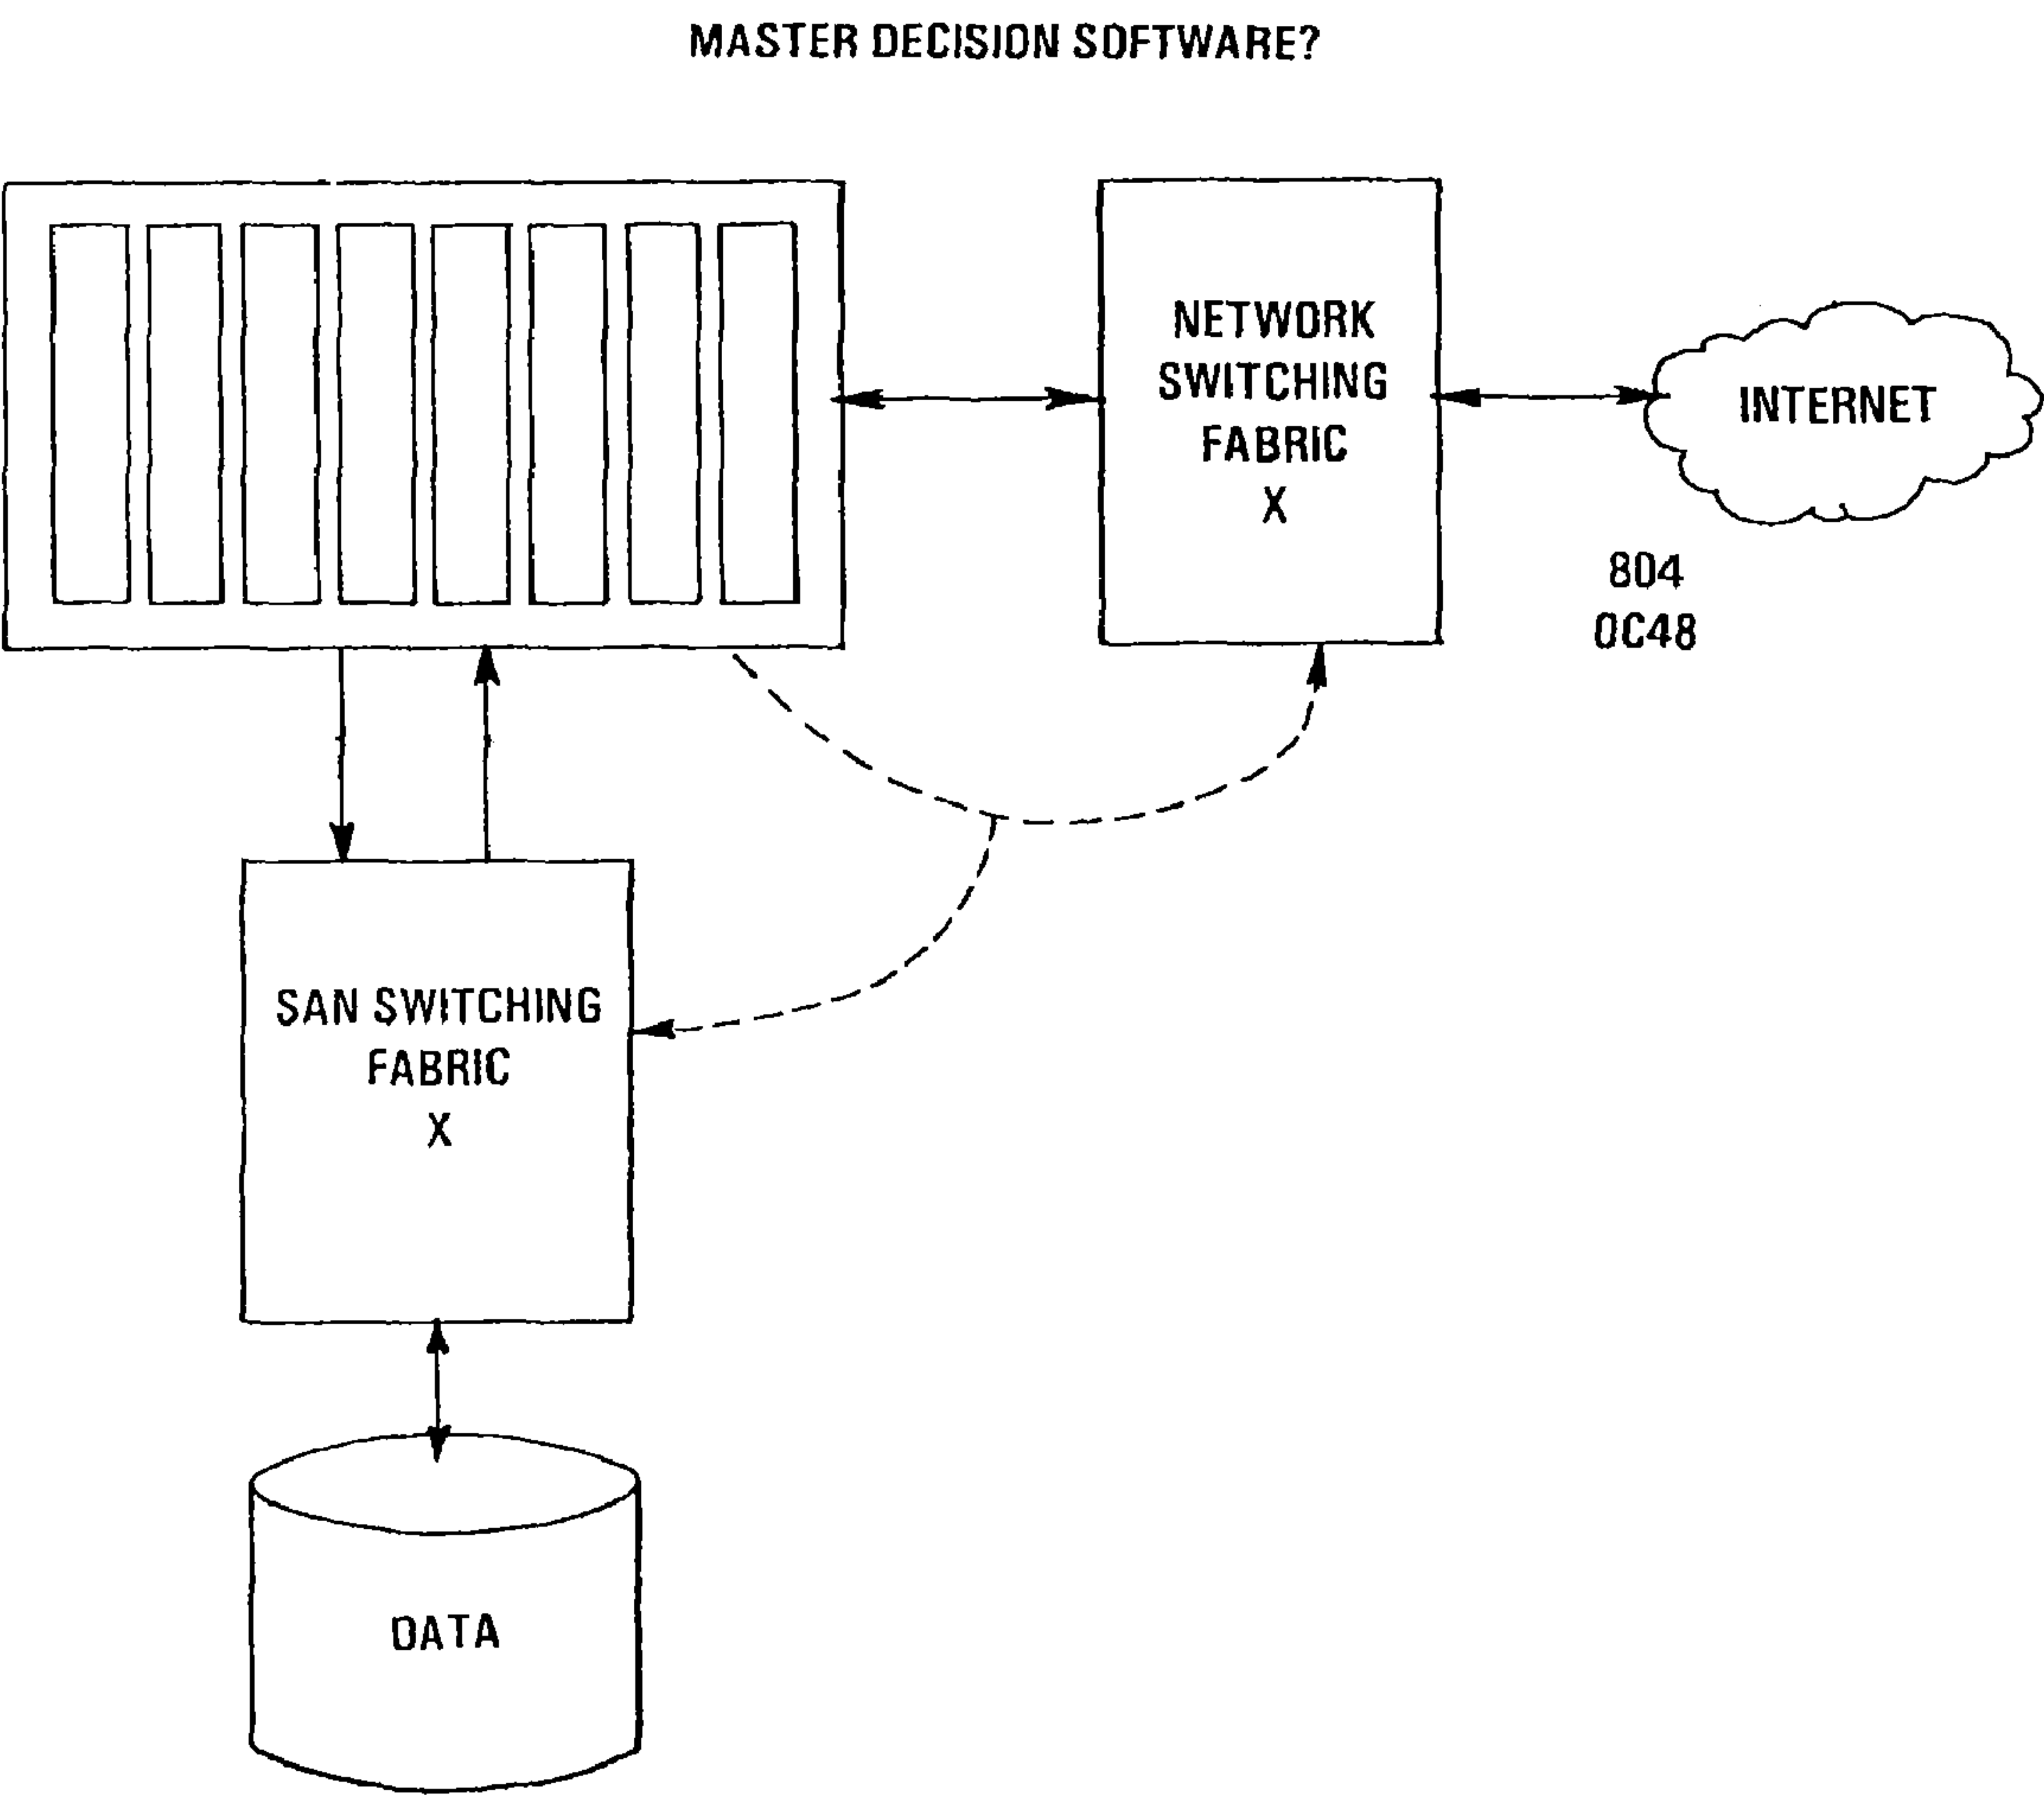 MASTER DECISION SOFTWARE?
NETWORK
SWITCHING
FABRIC
X
INTERNET
804
OC48
SAN SWITCHING
FABRIC
X
DATA